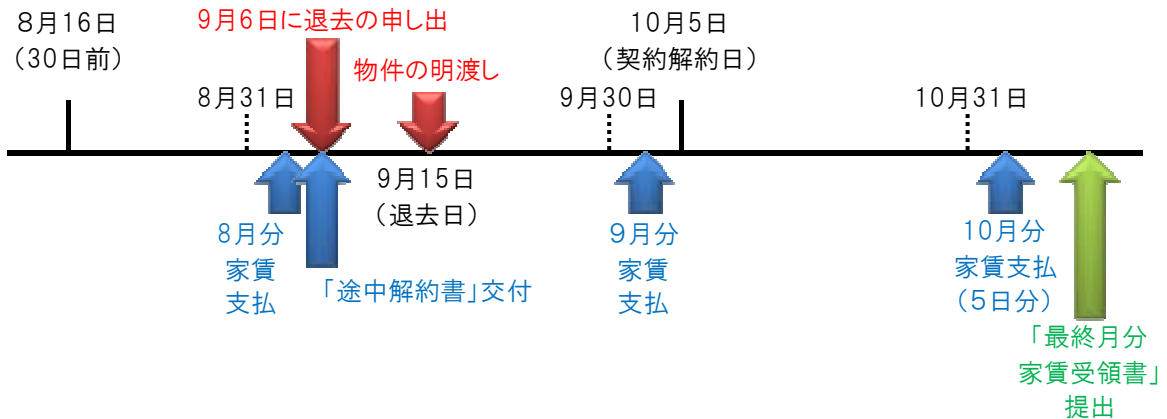 8月16日
（30日前）
9月6日に退去の申し出
物件の明渡し
10月5日
（契約解約日）
8月31日
9月30日
10月31日
9月15日
（退去日）
8月分
家賃
支払
「途中解約書」交付
９月分
家賃
支払
10月分
家賃支払
（５日分）
「最終月分
家賃受領書」
提出